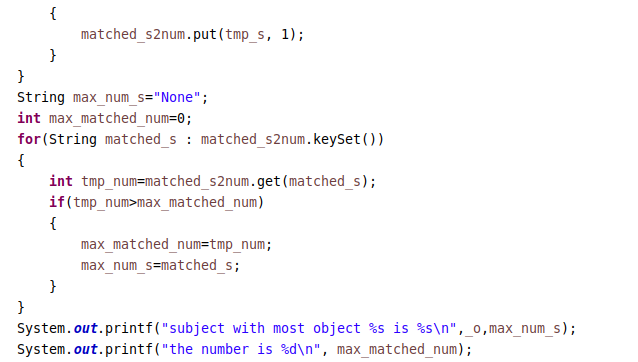 {
matched_s2num.put(tmp_s, 1);
}
}
String max_num_s="None";
int max_matched_num=0;
for(String matched_s : matched_s2num.keySet())
{
int tmp_num=matched_s2num.get(matched_s);
if(tmp_num>max_matched_num)
{
max_matched_num=tmp_num;
max_num_s=matched_s;
}
}
System.out.printf("subject with most object %s is %s\n",_o,max_num_s);
System.out.printf("the number is %d\n", max_matched_num);